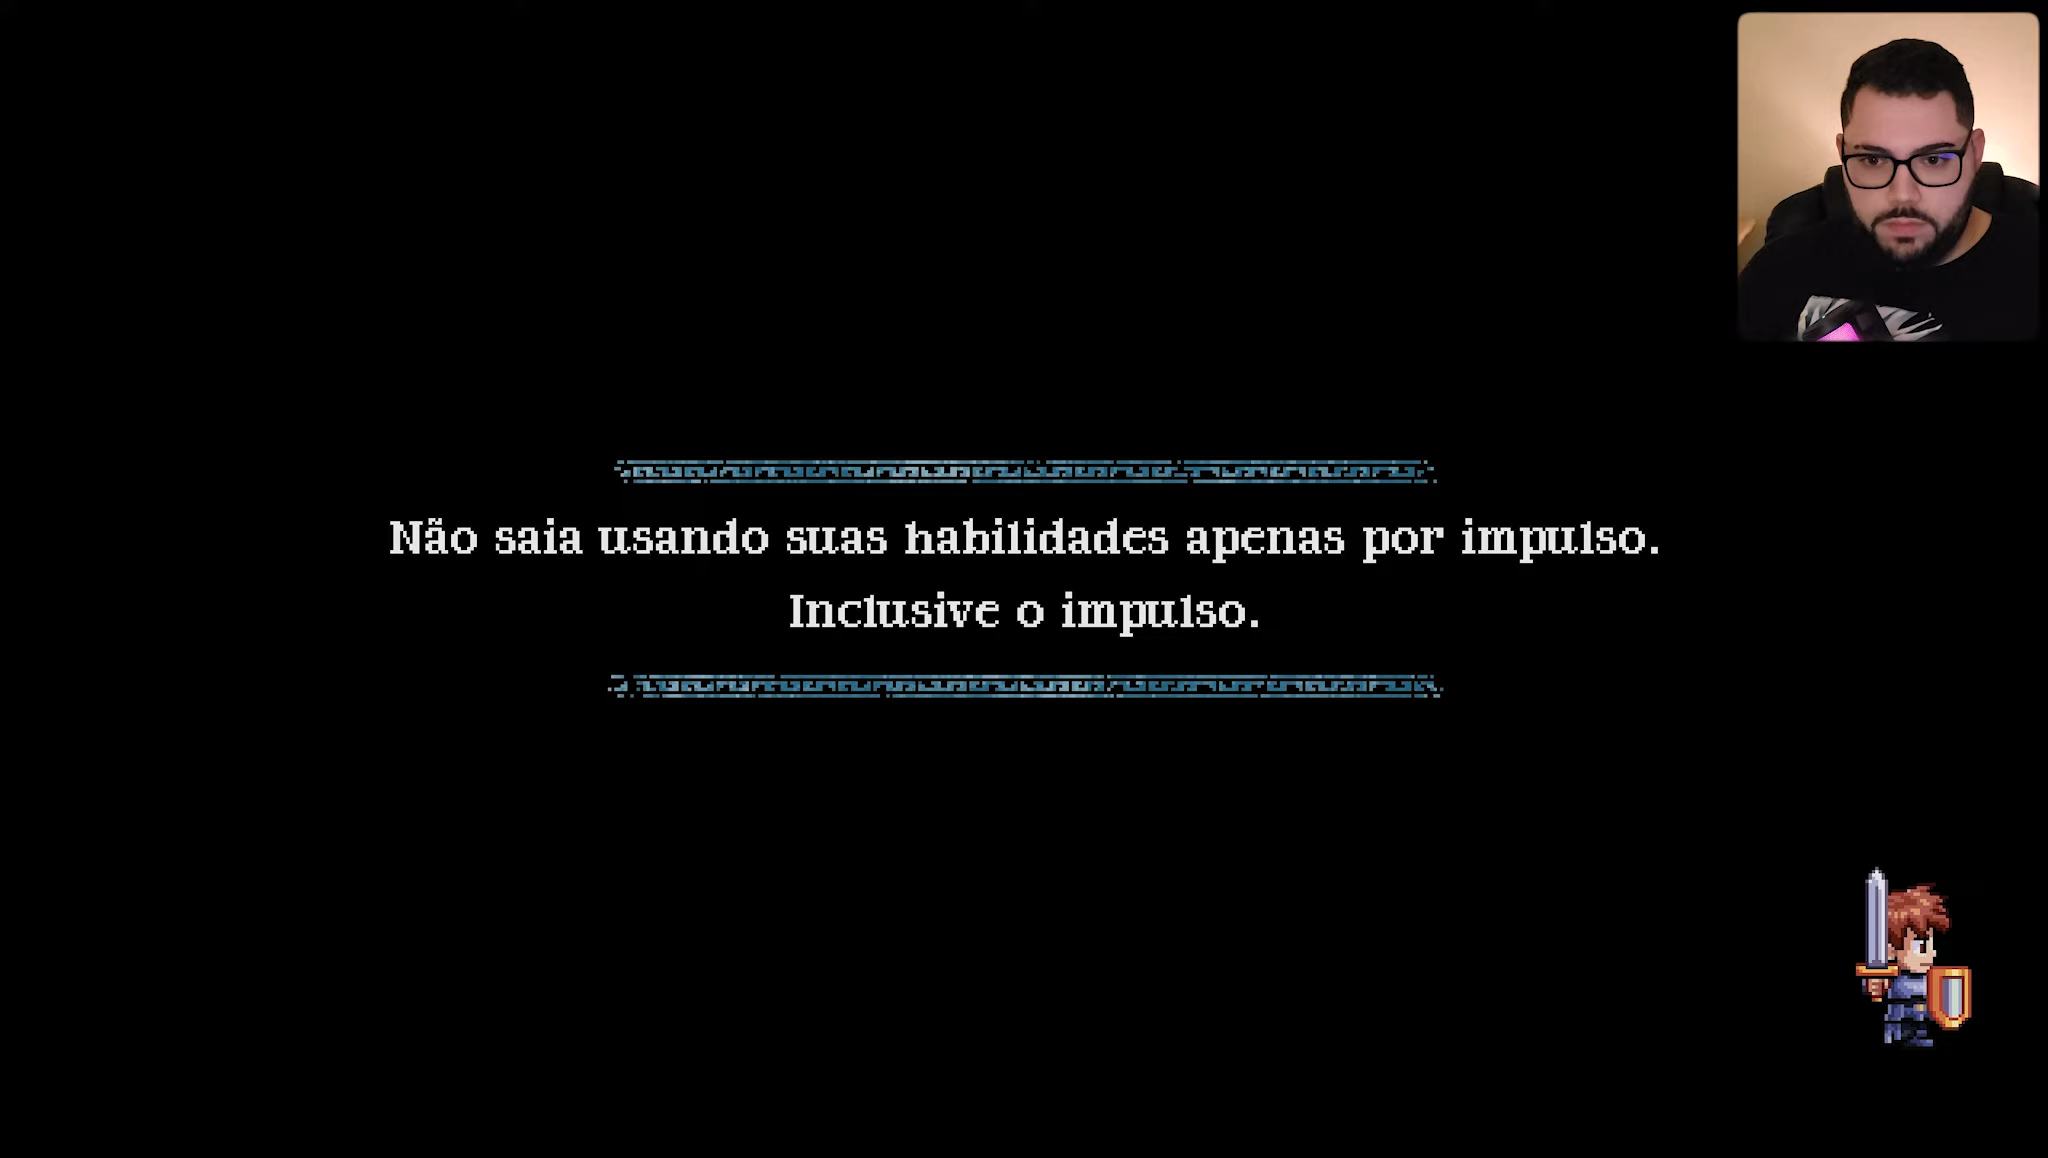 Não saia usando suas habilidades apenas por impulso.
Inclusive o impulso.